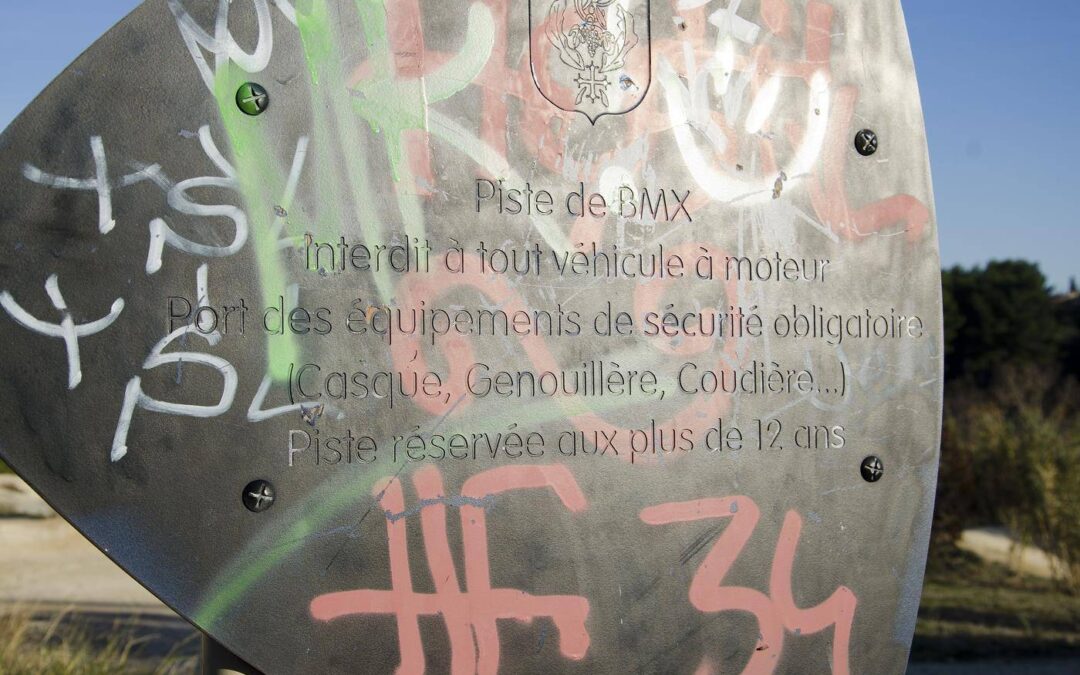 Piste de BMX
Interdit à tout véhicule à moteur
Port des équipements de sécurité obligatoire
(Casque, Genouillère, Coudière...)
Piste réservée aux plus de 12 ans
34